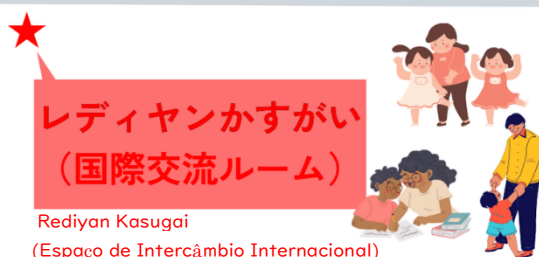 レディヤンかすがい
（国際交流ルーム）
Rediyan Kasugai
(Espaço de Intercâmbio Internacional)